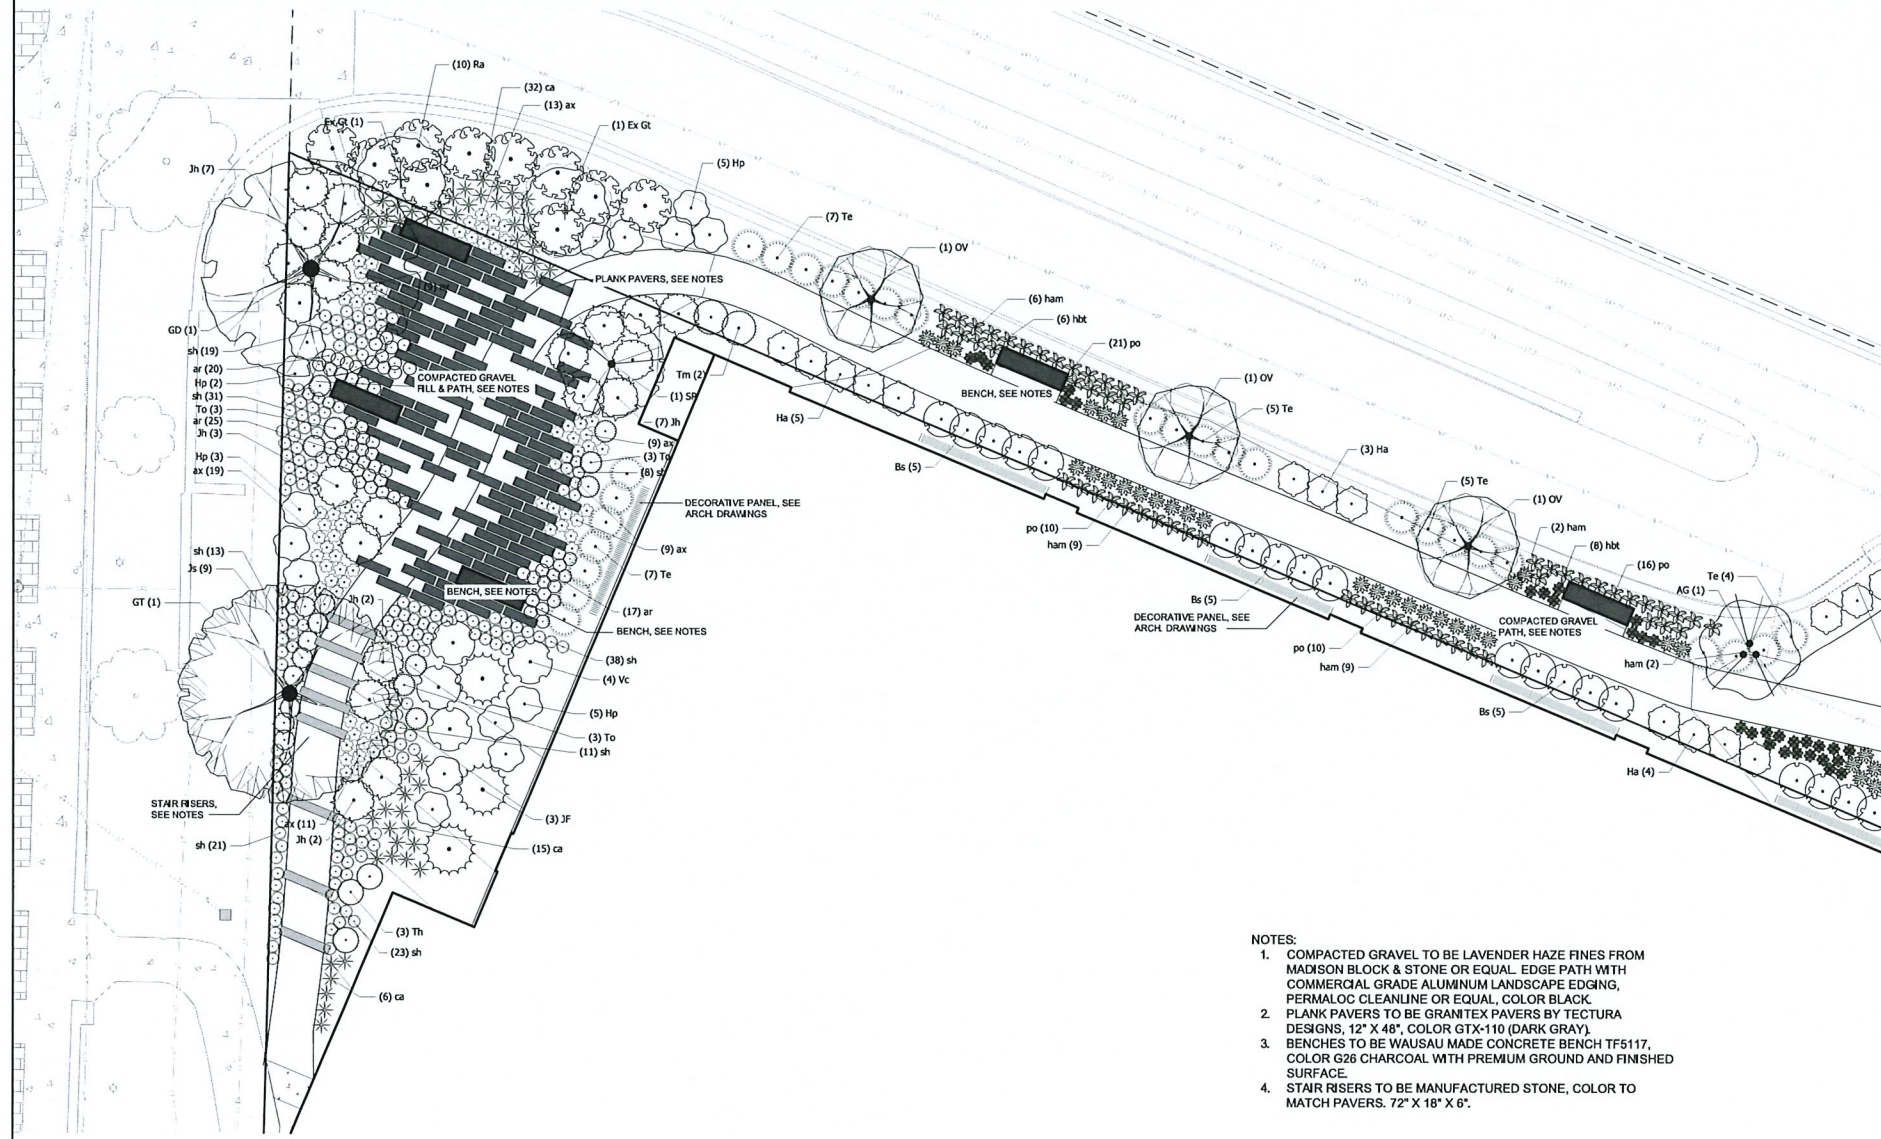 (10) Ra
(32) ca
(13) ax
Ex Gt (1)
(1) Ex Gt
(5) Hp
Jh (7)
(7) Te
(1) OV
PLANK PAVERS, SEE NOTES
(6) ham
(6) hbt
(21) po
GD (1)
sh (19)
ar (20)
Hp (2)
sh (31)
To (3)
ar (25)
Jh (3)
Hp (3)
ax (19)
COMPACTED GRAVEL
FILL & PATH, SEE NOTES
Tm (2)
(1) SR
(7) Jh
(9) ax
(3) To
(8) sh
Ha (5)
BENCH, SEE NOTES
(1) OV
(5) Te
(3) Ha
Bs (5)
(5) Te
(1) OV
(2) ham
(8) hbt
(16) po
Te (4)
AG (1)
DECORATIVE PANEL, SEE
ARCH. DRAWINGS
po (10)
ham (9)
(9) ax
(7) Te
sh (13)
Js (9)
GT (1)
Jh (2)
BENCH, SEE NOTES
(17) ar
BENCH, SEE NOTES
Bs (5)
DECORATIVE PANEL, SEE
ARCH. DRAWINGS
COMPACTED GRAVEL
PATH, SEE NOTES
po (10)
ham (9)
ham (2)
(38) sh
(4) Vc
(5) Hp
(3) To
(11) sh
Bs (5)
Ha (4)
STAIR RISERS,
SEE NOTES
ax (11)
Jh (2)
sh (21)
(3) JF
(15) ca
(3) Th
(23) sh
(6) ca
NOTES:
1. COMPACTED GRAVEL TO BE LAVENDER HAZE FINES FROM
MADISON BLOCK & STONE OR EQUAL. EDGE PATH WITH
COMMERCIAL GRADE ALUMINUM LANDSCAPE EDGING,
PERMALOC CLEANLINE OR EQUAL, COLOR BLACK.
2. PLANK PAVERS TO BE GRANITEX PAVERS BY TECTURA
DESIGNS, 12" X 48", COLOR GTX-110 (DARK GRAY).
3. BENCHES TO BE WAUSAU MADE CONCRETE BENCH TF5117,
COLOR G26 CHARCOAL WITH PREMIUM GROUND AND FINISHED
SURFACE.
4. STAIR RISERS TO BE MANUFACTURED STONE, COLOR TO
MATCH PAVERS. 72" X 18" X 6".